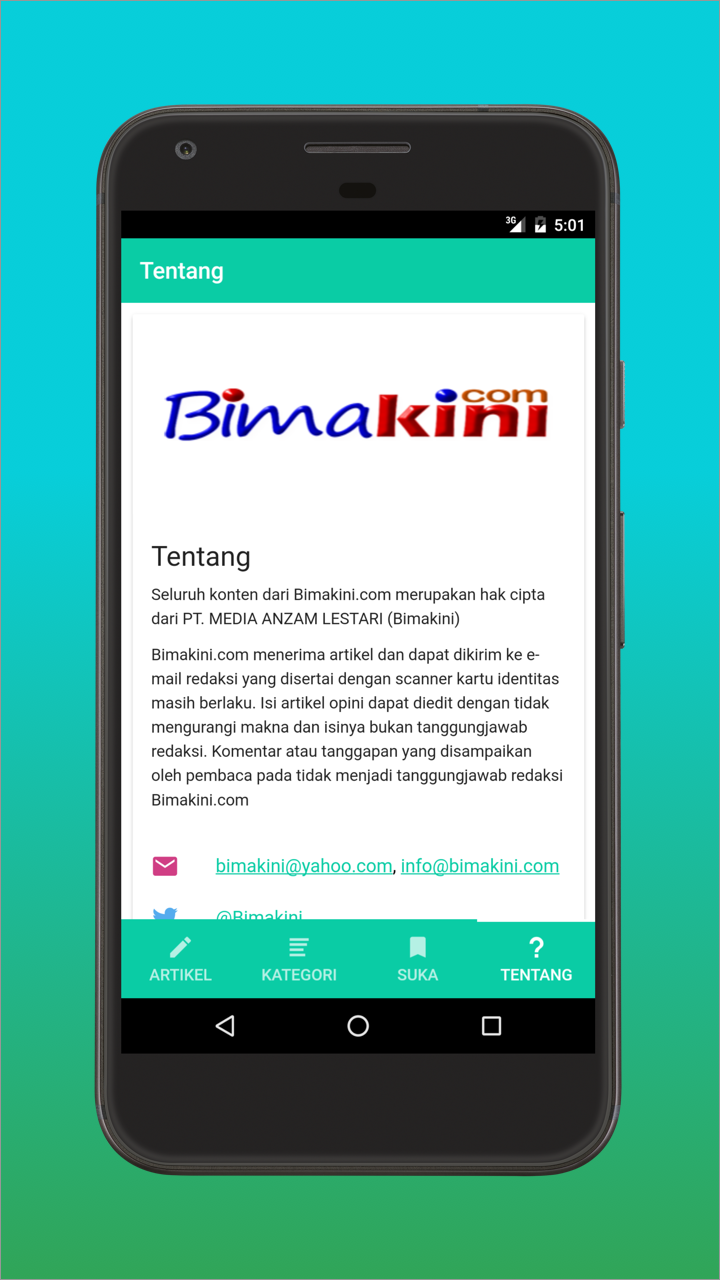 3G 5:01
Tentang
Bimakini.com
Tentang
Seluruh konten dari Bimakini.com merupakan hak cipta
dari PT. MEDIA ANZAM LESTARI (Bimakini)
Bimakini.com menerima artikel dan dapat dikirim ke e-
mail redaksi yang disertai dengan scanner kartu identitas
masih berlaku. Isi artikel opini dapat diedit dengan tidak
mengurangi makna dan isinya bukan tanggungjawab
redaksi. Komentar atau tanggapan yang disampaikan
oleh pembaca pada tidak menjadi tanggungjawab redaksi
Bimakini.com
bimakini@yahoo.com, info@bimakini.com
@Bimakini
ARTIKEL KATEGORI SUKA TENTANG